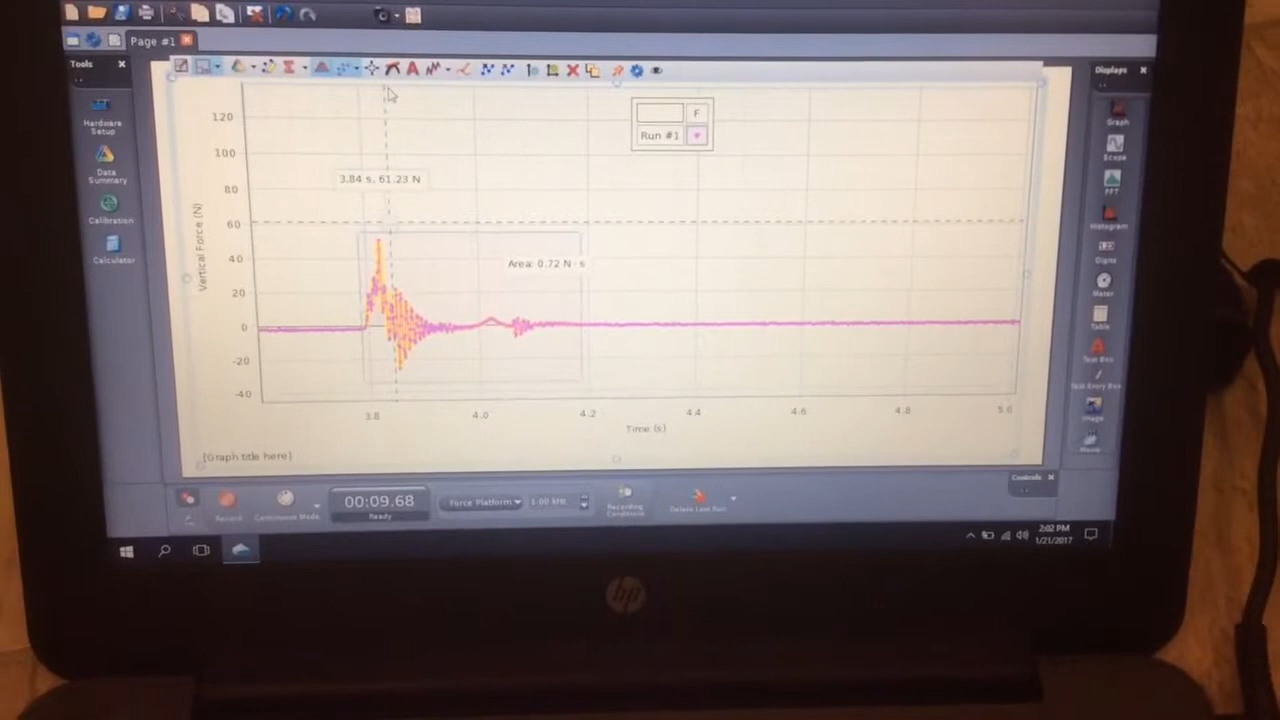 Page #1
Tools
Displays
Hardware
Setup
Data
Summary
Calibration
Calculator
120
100
80
60
40
20
0
-20
-40
Vertical Force (N)
F
Run #1
3.84 s, 61.23 N
Area: 0.72 N · s
3.8
4.0
4.2
4.4
4.6
4.8
5.0
Time (s)
[Graph title here]
Graph
Scope
FFT
Histogram
Digits
Meter
Table
Text Box
Text Entry Box
Image
Movie
Controls
Record
Continuous Mode
00:09.68
Ready
Force Platform
1.00 kHz
Recording
Conditions
Delete Last Run
2:02 PM
1/21/2017
hp